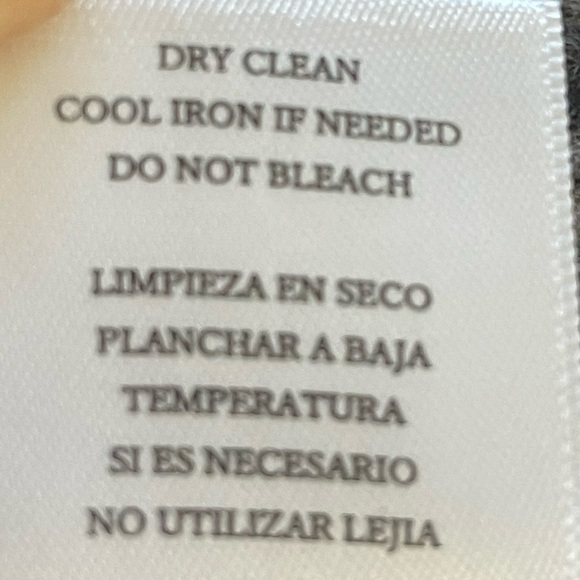 DRY CLEAN
COOL IRON IF NEEDED
DO NOT BLEACH
LIMPIEZA EN SECO
PLANCHAR A BAJA
TEMPERATURA
SI ES NECESARIO
NO UTILIZAR LEJIA